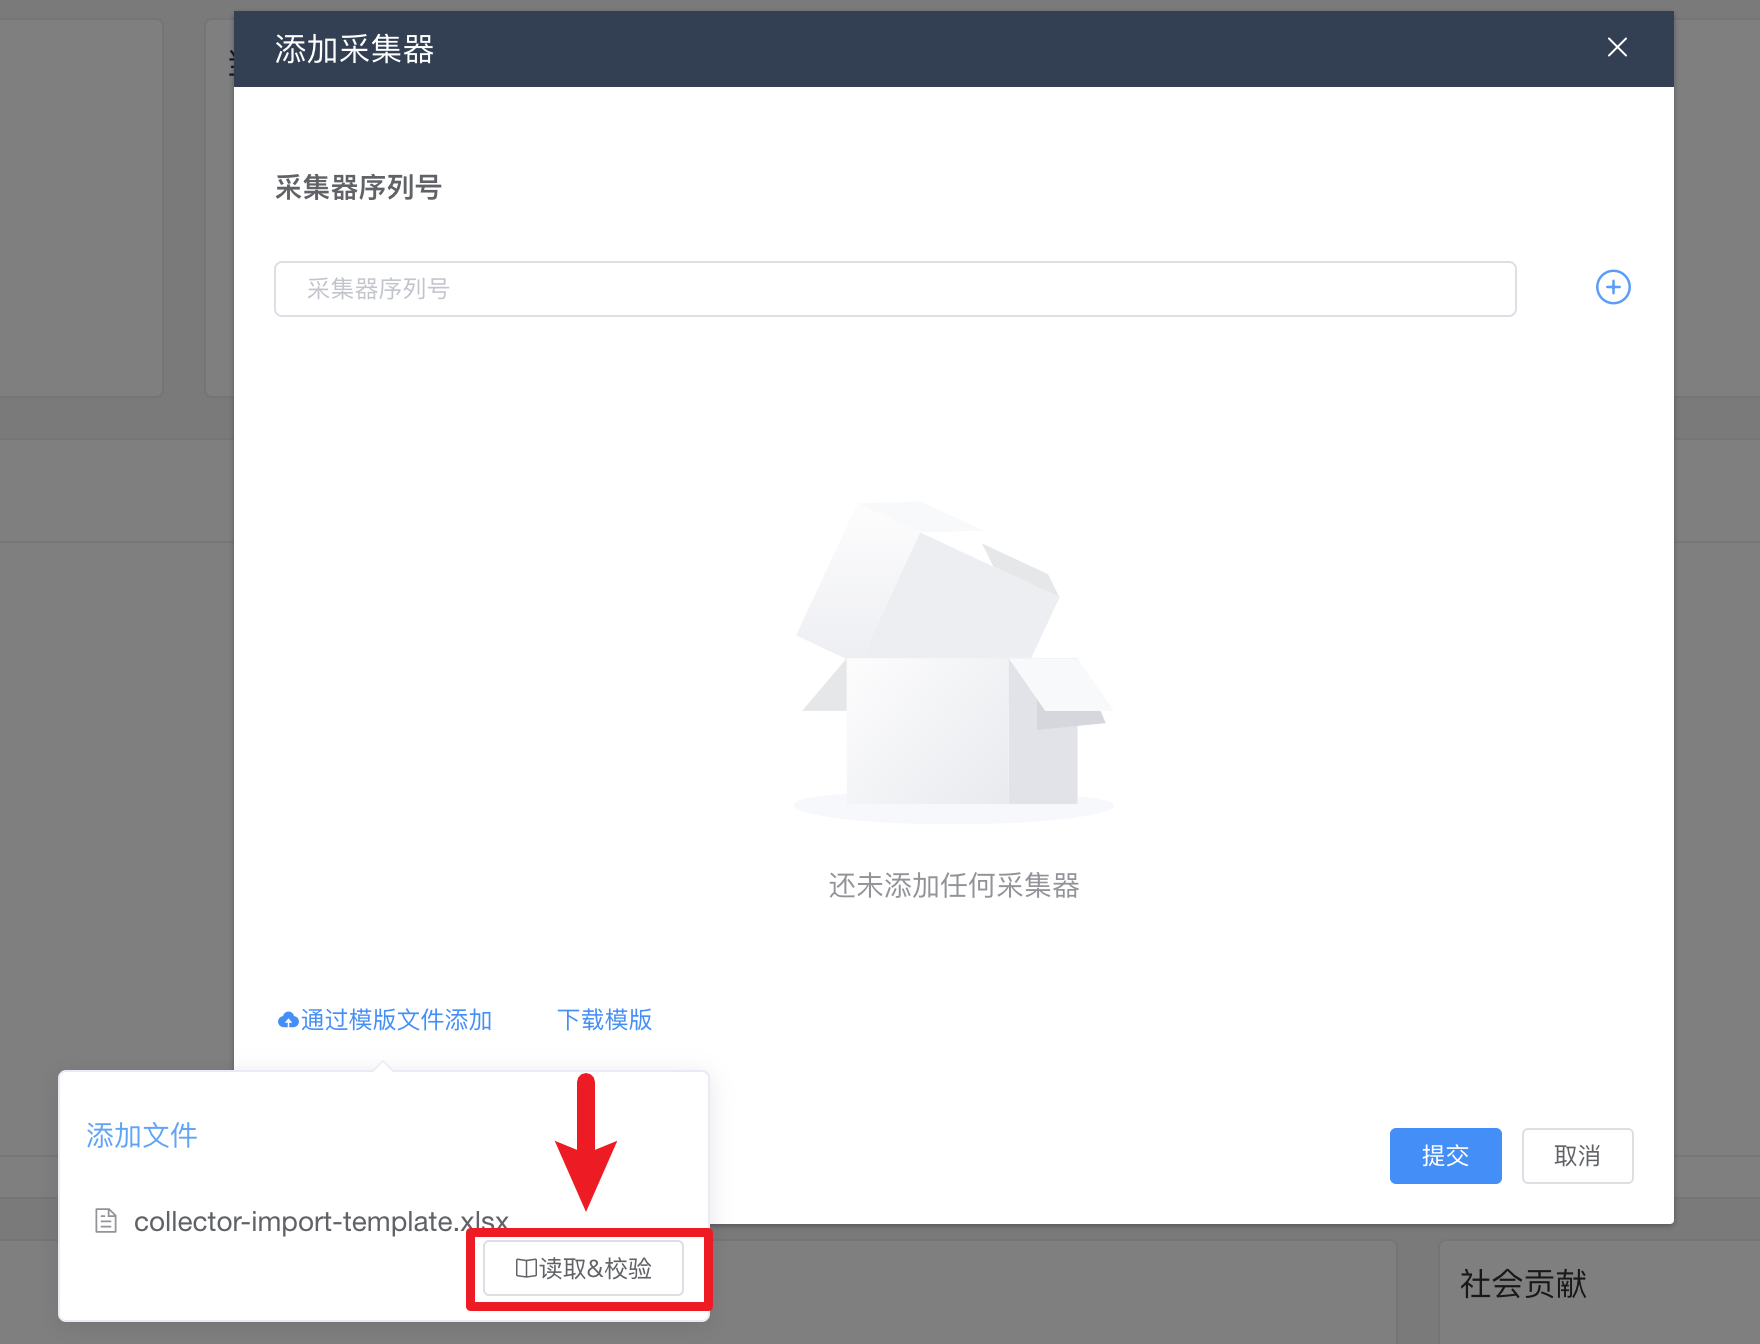 添加采集器
采集器序列号
采集器序列号
还未添加任何采集器
通过模版文件添加 下载模版
添加文件
提交 取消
collector-import-template.xlsx
读取&校验
社会贡献